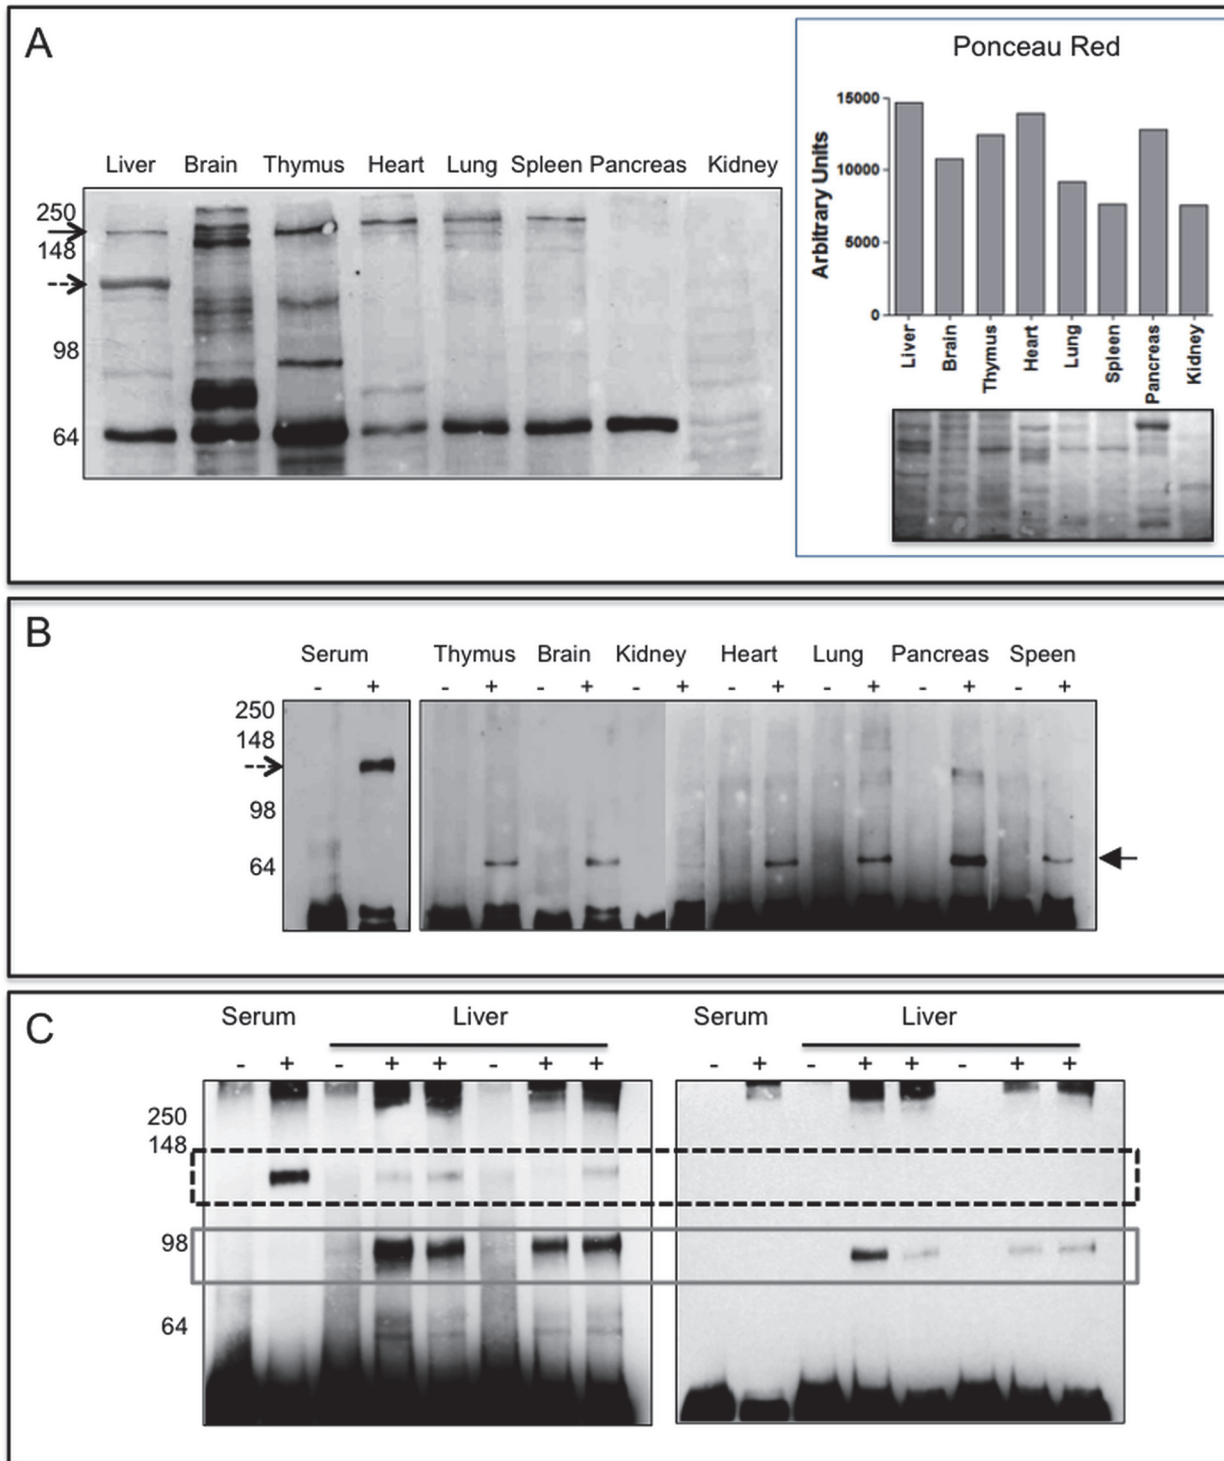 A
Ponceau Red
15000
10000
5000
0
Arbitrary Units
Liver
Brain
Thymus
Heart
Lung
Spleen
Pancreas
Kidney
Liver Brain Thymus Heart Lung Spleen Pancreas Kidney
250
148
98
64
B
Serum Thymus Brain Kidney Heart Lung Pancreas Speen
- + - + - + - + - + - + - + - +
250
148
98
64
C
Serum Liver Serum Liver
- + - + + - + + - + - + + - + +
250
148
98
64